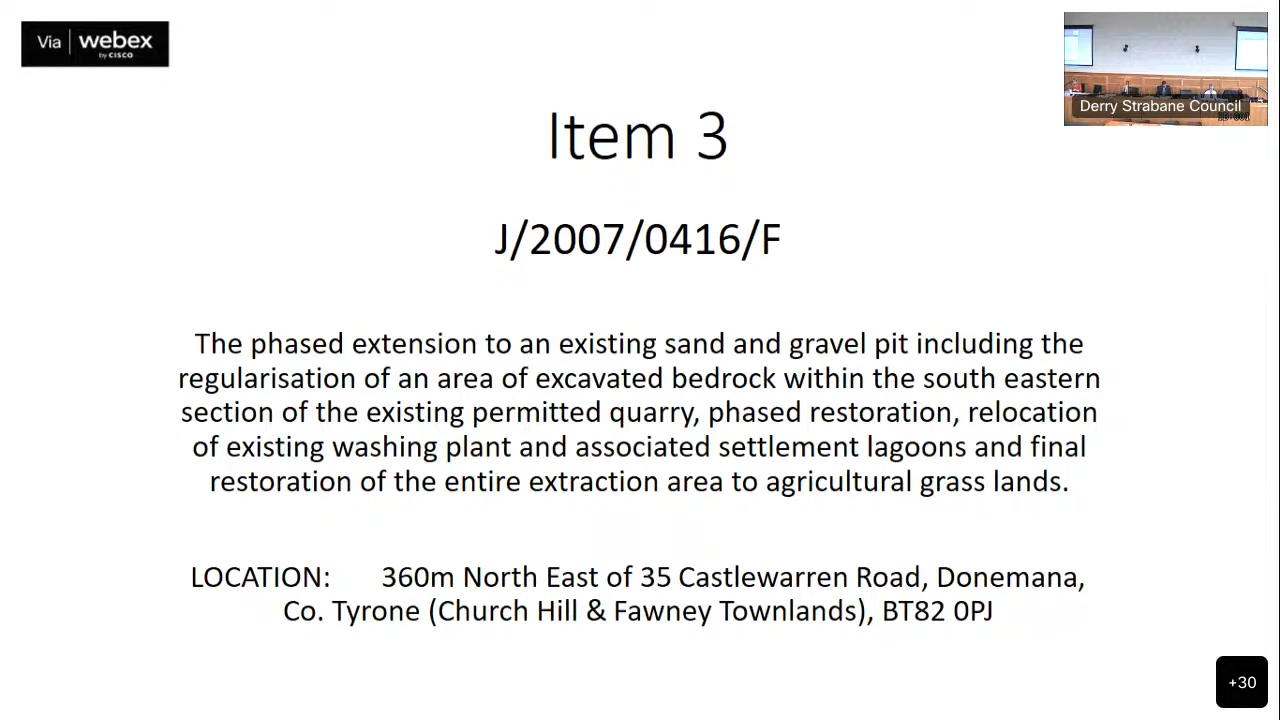 Via | webex
by CISCO
Derry Strabane Council
Item 3
J/2007/0416/F
The phased extension to an existing sand and gravel pit including the
regularisation of an area of excavated bedrock within the south eastern
section of the existing permitted quarry, phased restoration, relocation
of existing washing plant and associated settlement lagoons and final
restoration of the entire extraction area to agricultural grass lands.
LOCATION: 360m North East of 35 Castlewarren Road, Donemana,
Co. Tyrone (Church Hill & Fawney Townlands), BT82 0PJ
+30